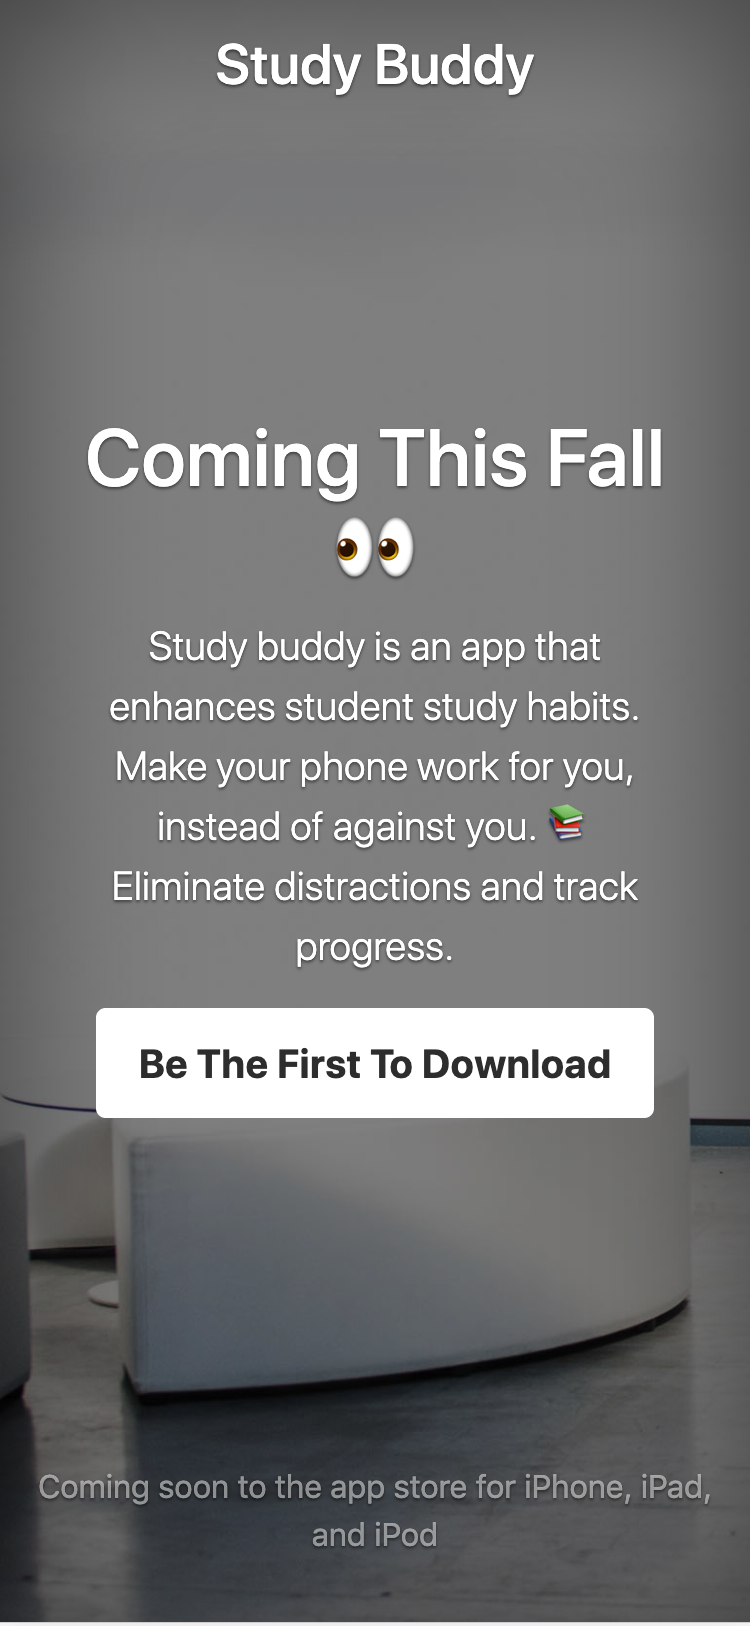 Study Buddy
Coming This Fall
👀
Study buddy is an app that
enhances student study habits.
Make your phone work for you,
instead of against you. 📚
Eliminate distractions and track
progress.
Be The First To Download
Coming soon to the app store for iPhone, iPad,
and iPod